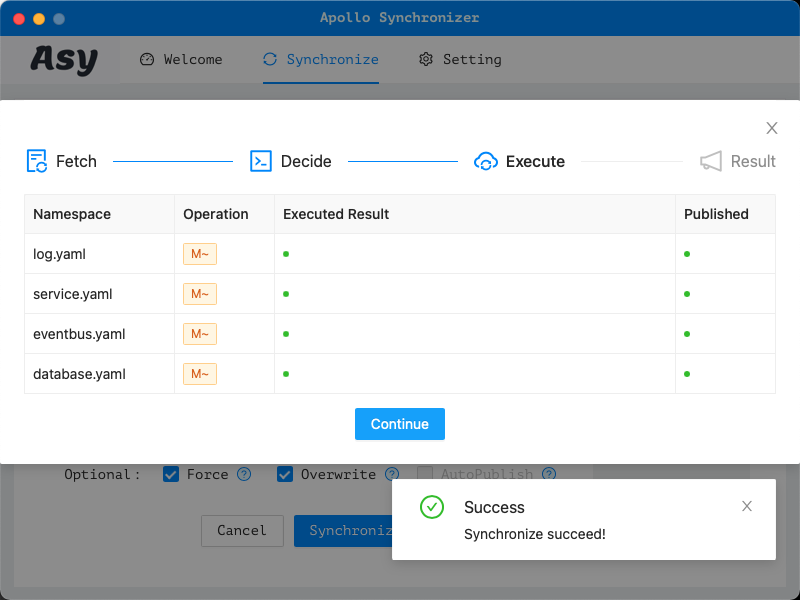 Apollo Synchronizer
Asy Welcome Synchronize Setting
Fetch Decide Execute Result
Namespace Operation Executed Result Published
log.yaml M~
service.yaml M~
eventbus.yaml M~
database.yaml M~
Continue
Optional: Force Overwrite AutoPublish
Success
Cancel Synchroniz
Synchronize succeed!